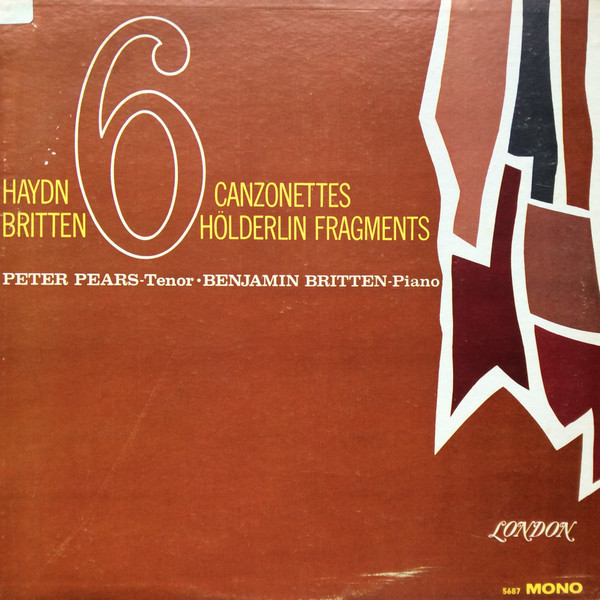 HAYDN 6 CANZONETTES
BRITTEN HÖLDERLIN FRAGMENTS
PETER PEARS-Tenor • BENJAMIN BRITTEN-Piano
LONDON
5687 MONO